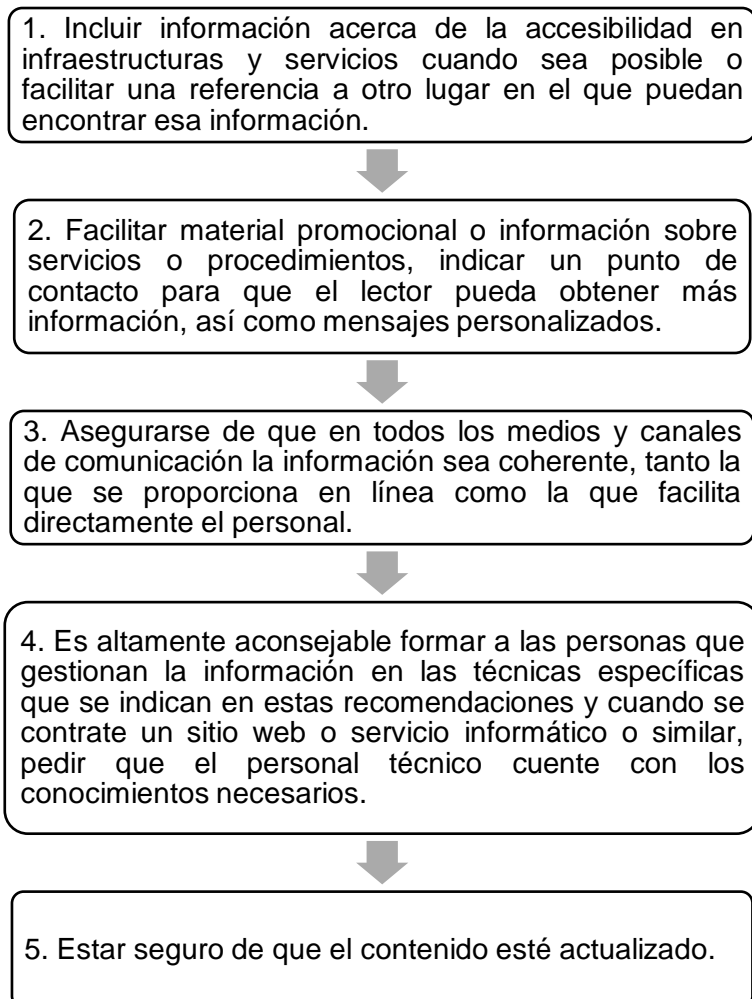 1. Incluir información acerca de la accesibilidad en
infraestructuras y servicios cuando sea posible o
facilitar una referencia a otro lugar en el que puedan
encontrar esa información.
2. Facilitar material promocional o información sobre
servicios o procedimientos, indicar un punto de
contacto para que el lector pueda obtener más
información, así como mensajes personalizados.
3. Asegurarse de que en todos los medios y canales
de comunicación la información sea coherente, tanto la
que se proporciona en línea como la que facilita
directamente el personal.
4. Es altamente aconsejable formar a las personas que
gestionan la información en las técnicas específicas
que se indican en estas recomendaciones y cuando se
contrate un sitio web o servicio informático o similar,
pedir que el personal técnico cuente con los
conocimientos necesarios.
5. Estar seguro de que el contenido esté actualizado.